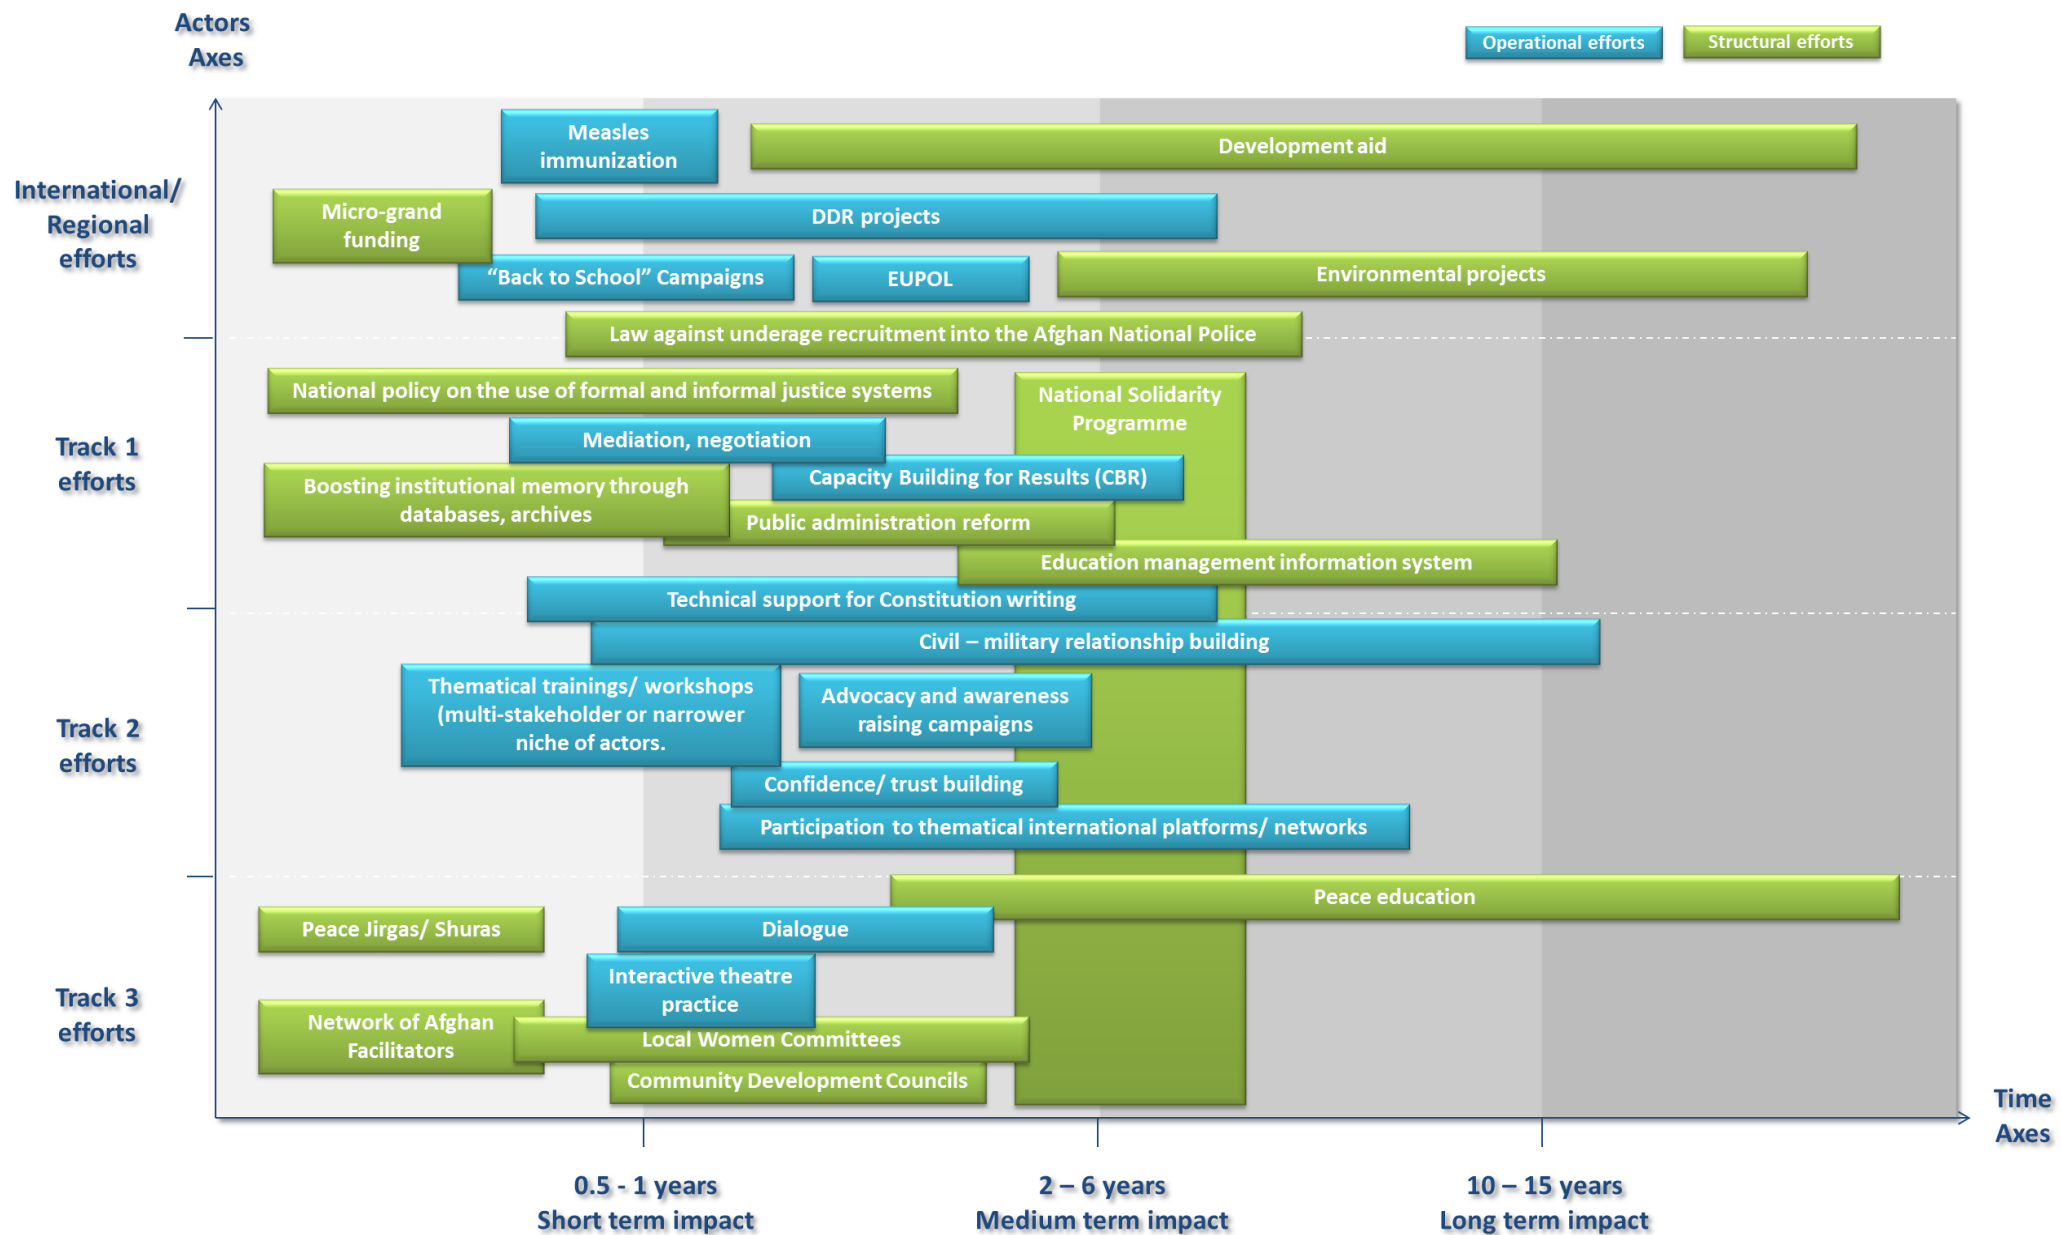 Actors
Axes
Operational efforts
Structural efforts
International/
Regional
efforts
Measles
immunization
Development aid
Micro-grand
funding
DDR projects
“Back to School” Campaigns
EUPOL
Environmental projects
Law against underage recruitment into the Afghan National Police
Track 1
efforts
National policy on the use of formal and informal justice systems
National Solidarity
Programme
Mediation, negotiation
Capacity Building for Results (CBR)
Boosting institutional memory through
databases, archives
Public administration reform
Education management information system
Technical support for Constitution writing
Track 2
efforts
Civil – military relationship building
Thematical trainings/ workshops
(multi-stakeholder or narrower
niche of actors.
Advocacy and awareness
raising campaigns
Confidence/ trust building
Participation to thematical international platforms/ networks
Track 3
efforts
Peace education
Peace Jirgas/ Shuras
Dialogue
Interactive theatre
practice
Network of Afghan
Facilitators
Local Women Committees
Community Development Councils
Time
Axes
0.5 - 1 years
Short term impact
2 – 6 years
Medium term impact
10 – 15 years
Long term impact